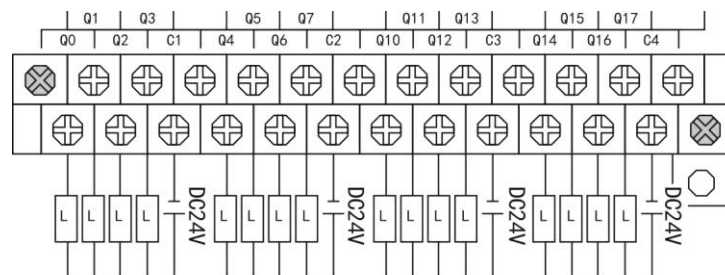 Q1 Q3 Q5 Q7 Q11 Q13 Q15 Q17
Q0 Q2 C1 Q4 Q6 C2 Q10 Q12 C3 Q14 Q16 C4
L L L L DC24V L L L L DC24V L L L L DC24V L L L L DC24V